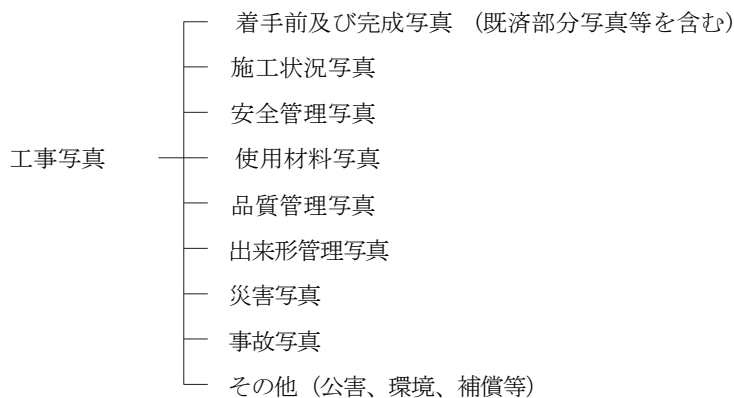 着手前及び完成写真 (既済部分写真等を含む)
施工状況写真
安全管理写真
工事写真
使用材料写真
品質管理写真
出来形管理写真
災害写真
事故写真
その他(公害、環境、補償等)